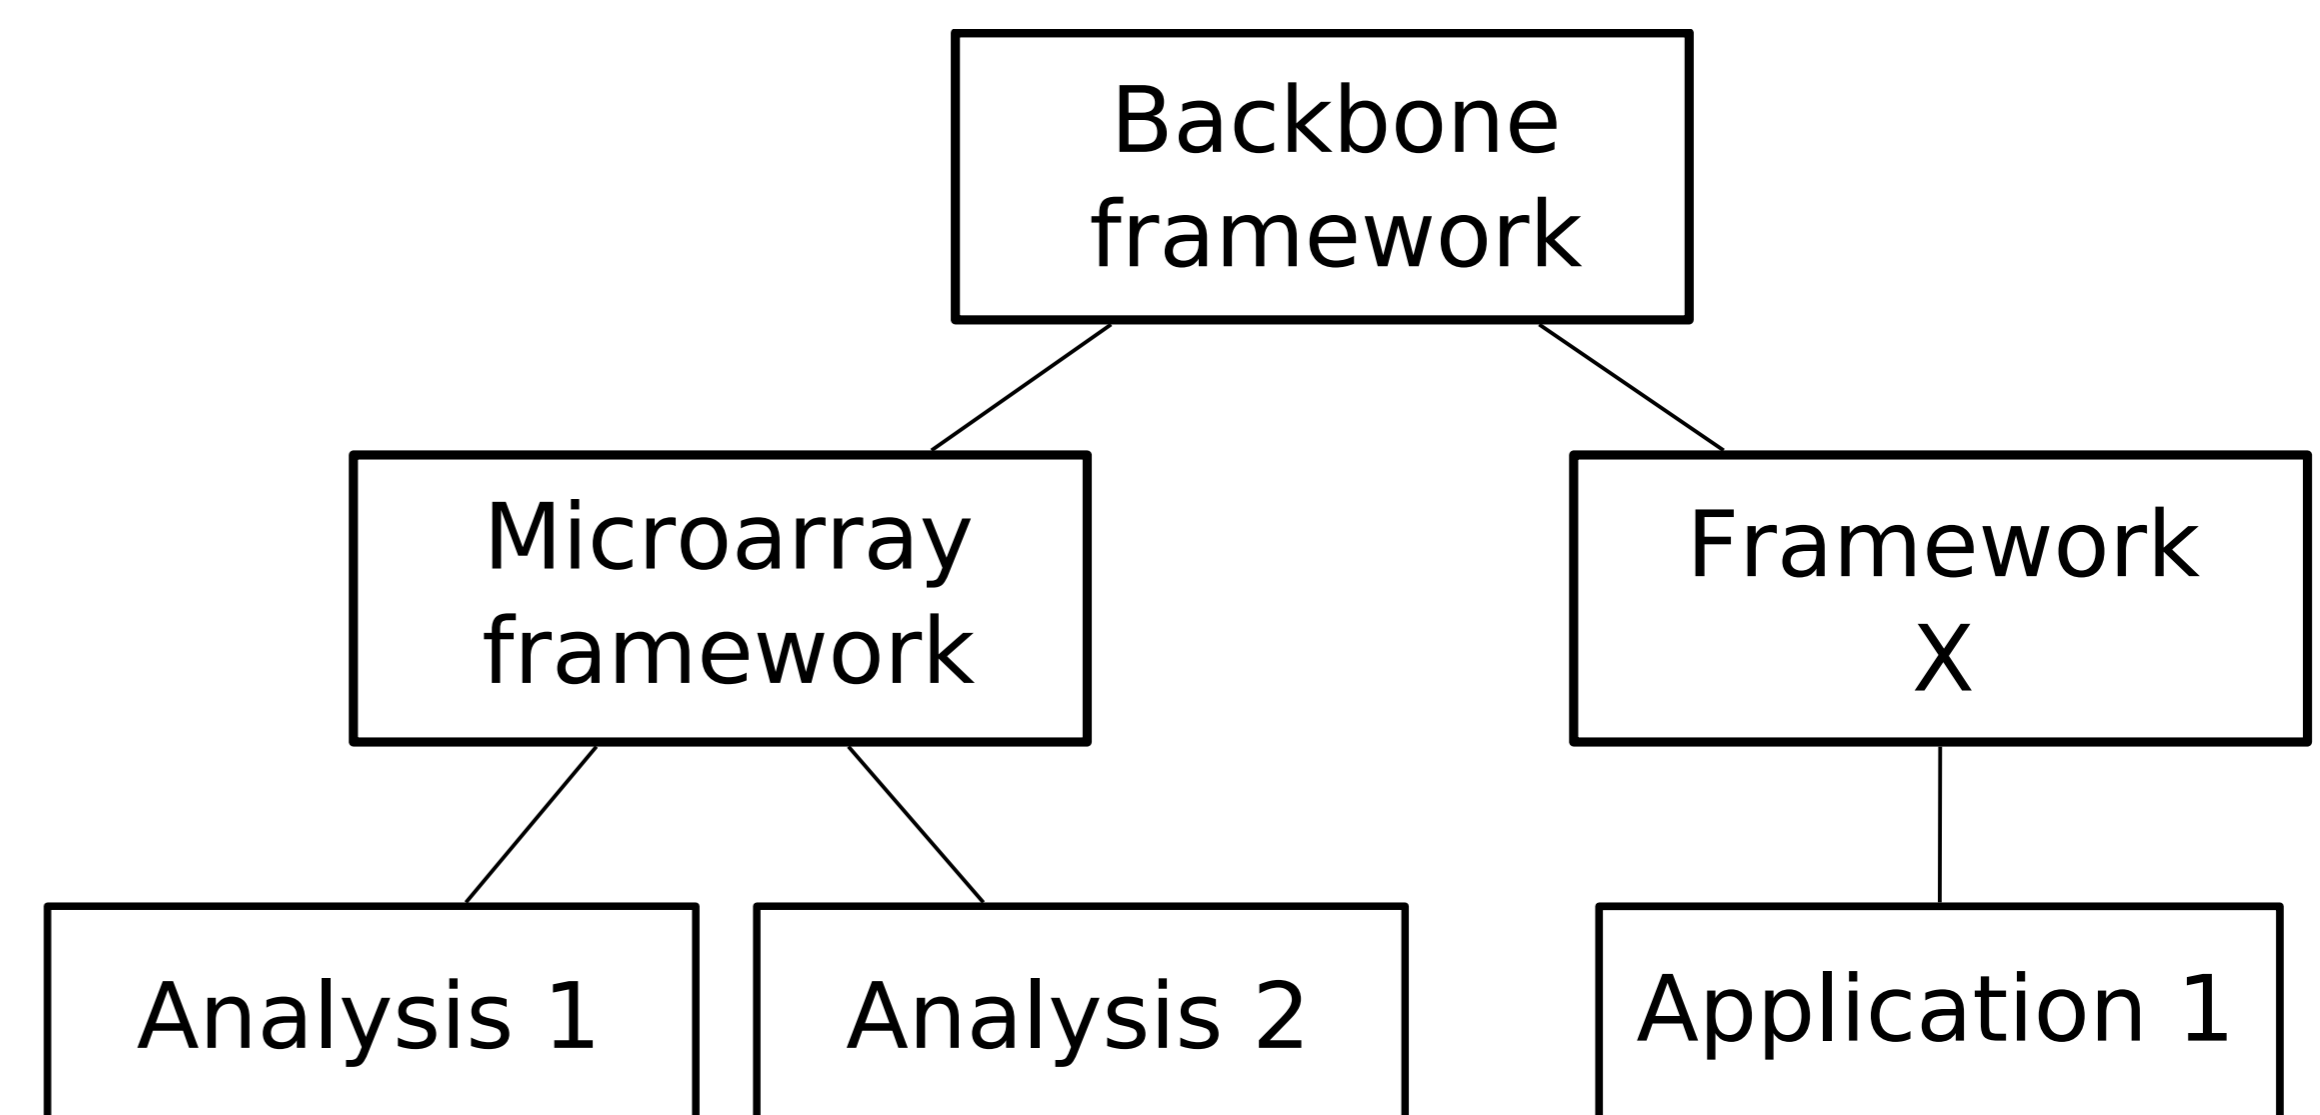 Backbone
framework
Microarray
framework
Framework
X
Analysis 1
Analysis 2
Application 1